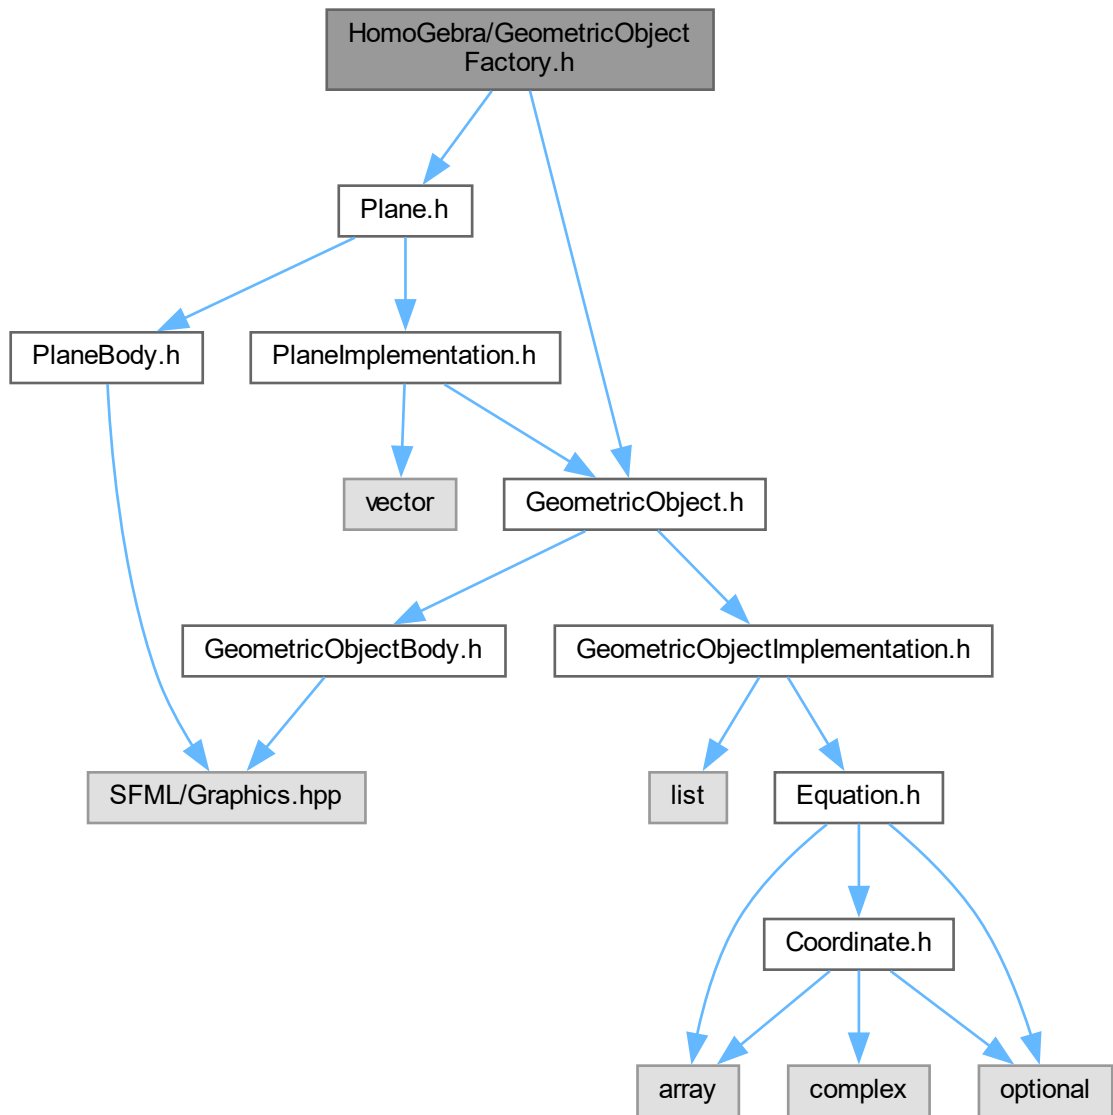 HomoGebra/GeometricObject
Factory.h
Plane.h
PlaneBody.h
PlaneImplementation.h
vector
GeometricObject.h
GeometricObjectBody.h
GeometricObjectImplementation.h
SFML/Graphics.hpp
list
Equation.h
Coordinate.h
array
complex
optional